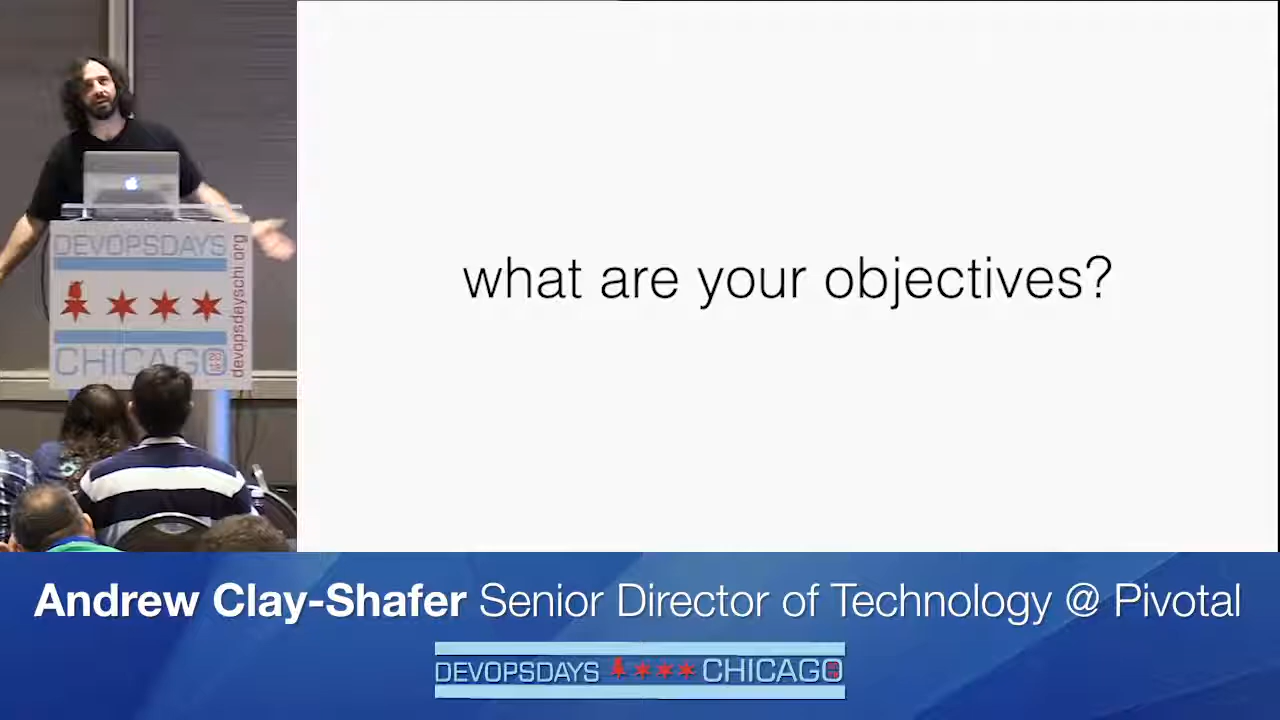 DEVOPSDAYS
devopsdayschi.org
CHICAGO
what are your objectives?
Andrew Clay-Shafer Senior Director of Technology @ Pivotal
DEVOPSDAYS CHICAGO